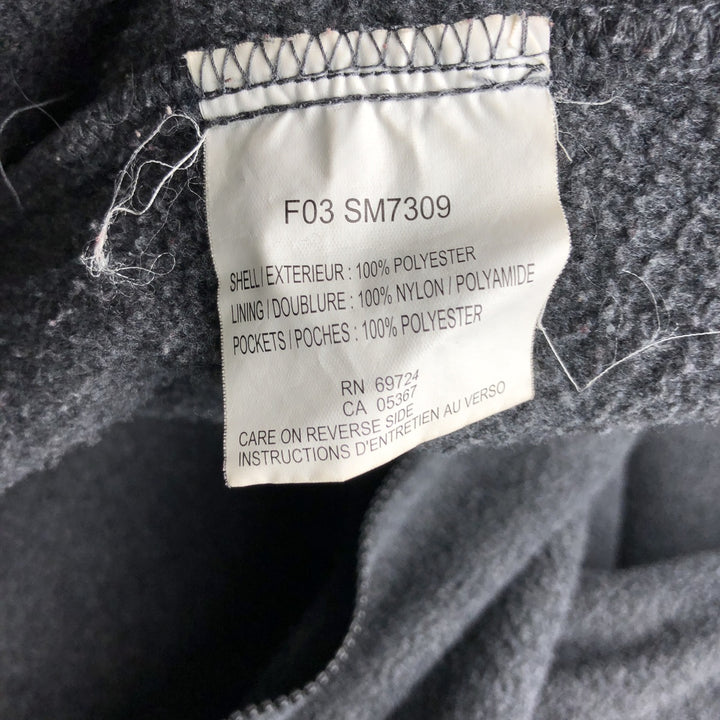 F03 SM7309
SHELL / EXTERIEUR : 100% POLYESTER
LINING / DOUBLURE : 100% NYLON / POLYAMIDE
POCKETS / POCHES : 100% POLYESTER
RN 69724
CA 05367
CARE ON REVERSE SIDE
INSTRUCTIONS D'ENTRETIEN AU VERSO